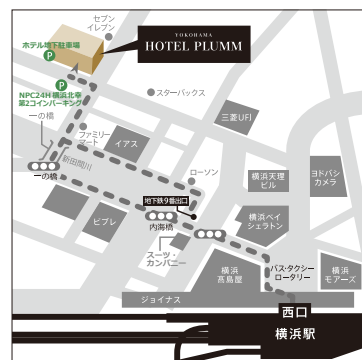 セブン
イレブン
ホテル地下駐車場
P
YOKOHAMA
HOTEL PLUMM
P
NPC24H 横浜北幸
第2コインパーキング
スターバックス
一の橋
ファミリー
マート
三菱UFJ
イアス
新田間川
ローソン
一の橋
横浜天理
ビル
ヨドバシ
カメラ
地下鉄9番出口
ビブレ
内海橋
横浜ベイ
シェラトン
スーツ・
カンパニー
バス・タクシー
ロータリー
横浜
髙島屋
横浜
モアーズ
ジョイナス
西口
横浜駅